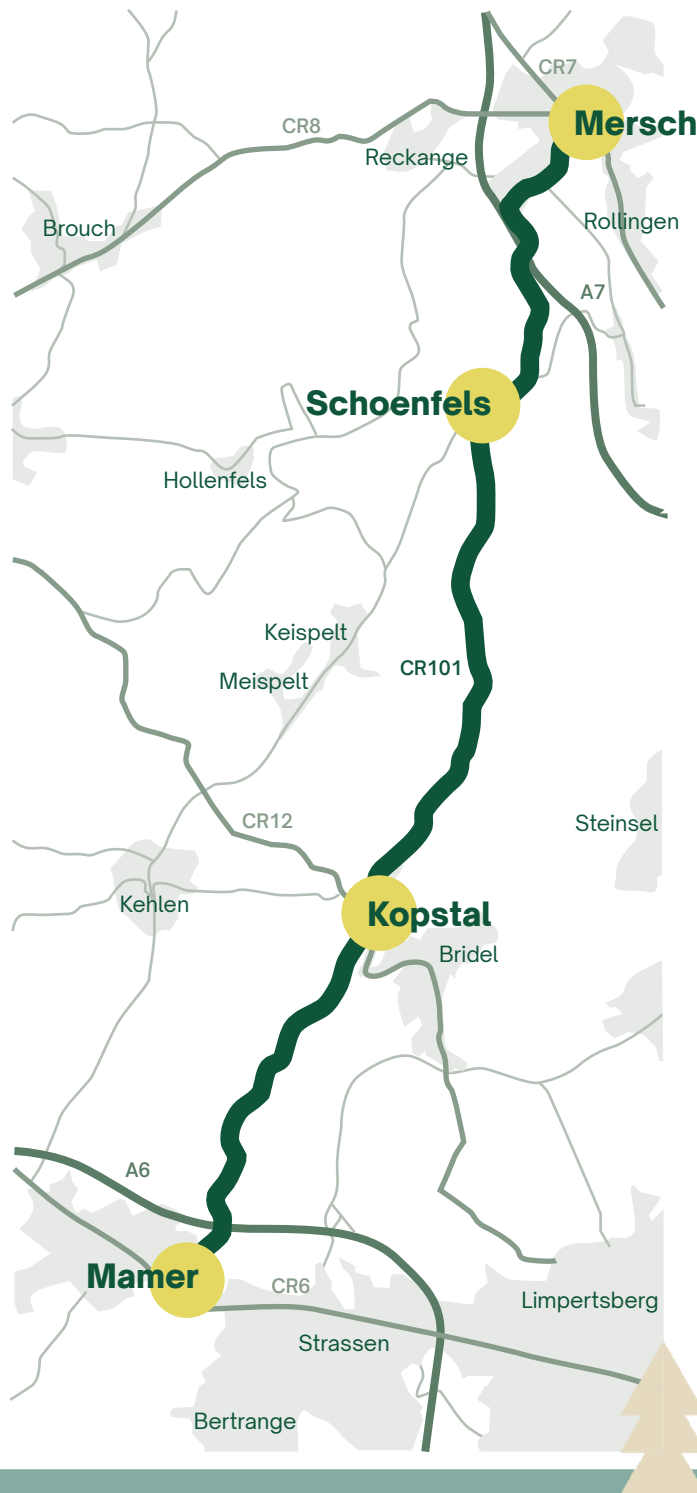 CR7
Mersch
CR8
Reckange
Rollingen
Brouch
A7
Schoenfels
Hollenfels
Keispelt
CR101
Meispelt
CR12
Steinsel
Kehlen
Kopstal
Bridel
A6
Mamer
CR6
Limpertsberg
Strassen
Bertrange